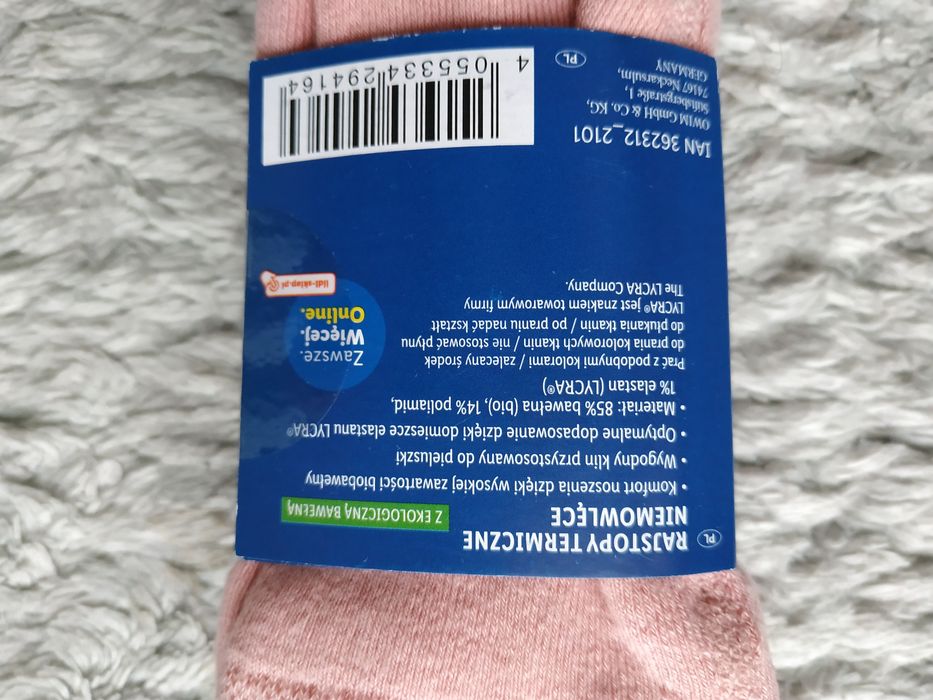 PL
RAJSTOPY TERMICZNE
NIEMOWLĘCE
Z EKOLOGICZNĄ BAWEŁNĄ
• Komfort noszenia dzięki wysokiej zawartości biobawełny
• Wygodny klin przystosowany do pieluszki
• Optymalne dopasowanie dzięki domieszce elastanu LYCRA®
• Materiał: 85% bawełna (bio), 14% poliamid,
1% elastan (LYCRA®)
Prać z podobnymi kolorami / zalecany środek
do prania kolorowych tkanin / nie stosować płynu
do płukania tkanin / po praniu nadać kształt
LYCRA® jest znakiem towarowym firmy
The LYCRA Company.
Zawsze.
Więcej.
Online.
lidl-sklep.pl
IAN 362312_2101
OWIM GmbH & Co. KG,
Stiftsbergstraße 1,
74167 Neckarsulm,
GERMANY
PL
4 055334 294164